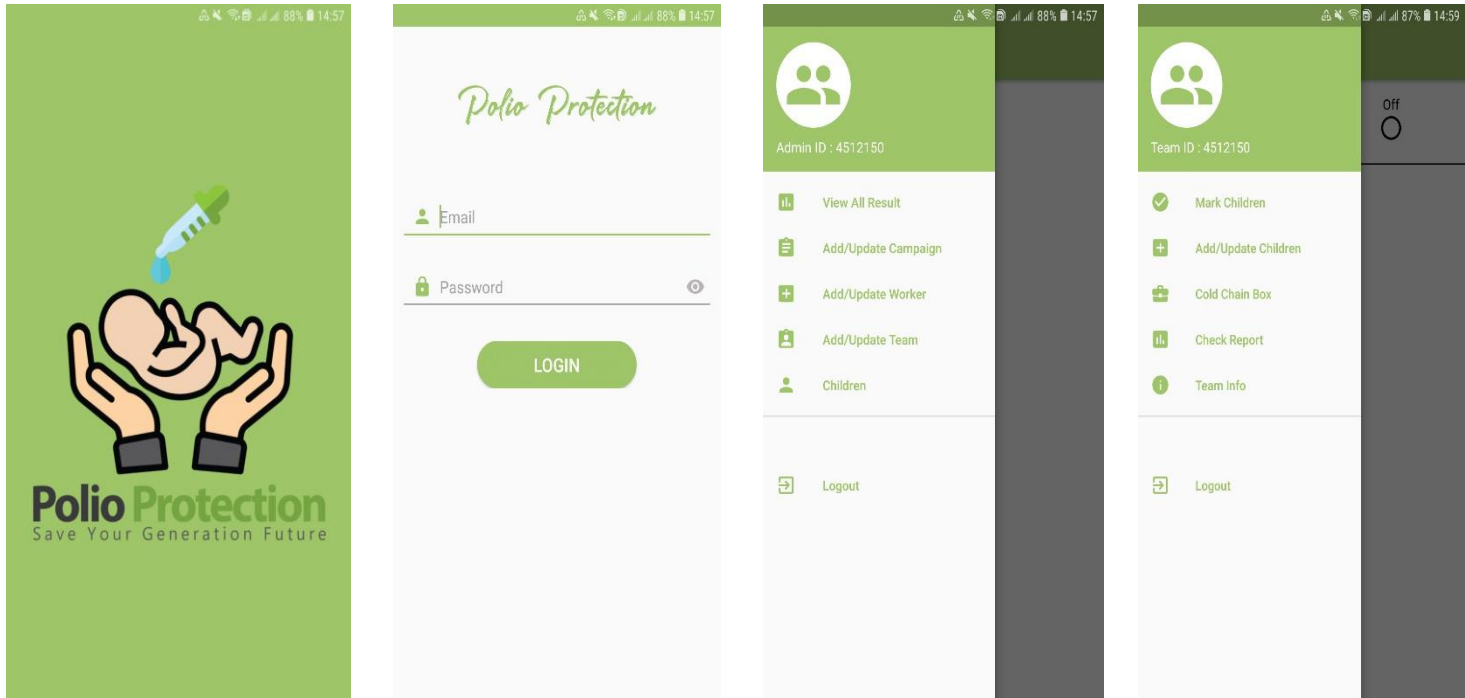 88% 14:57
Polio Protection
Save Your Generation Future
88% 14:57
Polio Protection
Email
Password
LOGIN
88% 14:57
Admin ID : 4512150
View All Result
Add/Update Campaign
Add/Update Worker
Add/Update Team
Children
Logout
87% 14:59
Off
Team ID : 4512150
Mark Children
Add/Update Children
Cold Chain Box
Check Report
Team Info
Logout